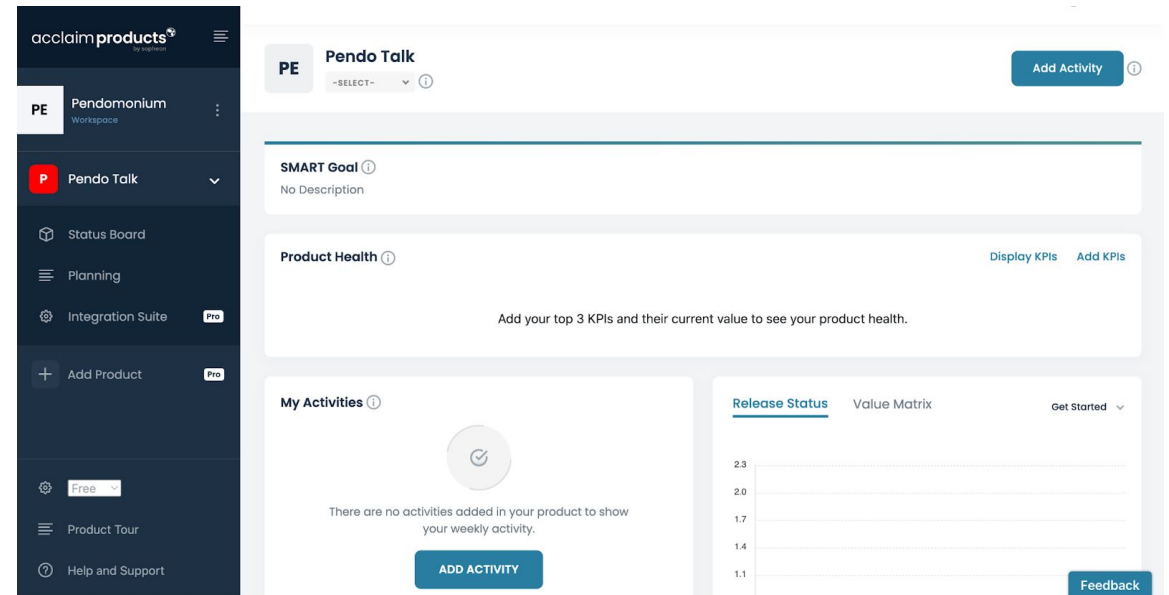 acclaim products
by sopheon
PE
Pendomonium
Workspace
P
Pendo Talk
Status Board
Planning
Integration Suite
Pro
Add Product
Pro
Free
Product Tour
Help and Support
PE
Pendo Talk
-SELECT-
Add Activity
SMART Goal
No Description
Product Health
Display KPIs
Add KPIs
Add your top 3 KPIs and their current value to see your product health.
My Activities
There are no activities added in your product to show
your weekly activity.
ADD ACTIVITY
Release Status
Value Matrix
Get Started
2.3
2.0
1.7
1.4
1.1
Feedback